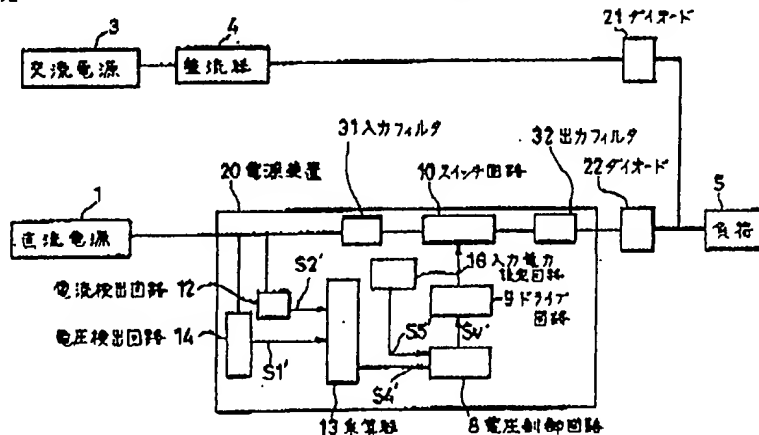 21 ダイオード
3
4
交流電源
整流器
31 入力フィルタ
32 出力フィルタ
20 電源装置
10 スイッチ回路
22 ダイオード
1
5
直流電源
負荷
16 入力電力
設定回路
電流検出回路 12
S2'
9 ドライブ
回路
電圧検出回路 14
S5'
S1'
S4'
13 乗算器
8 電圧制御回路